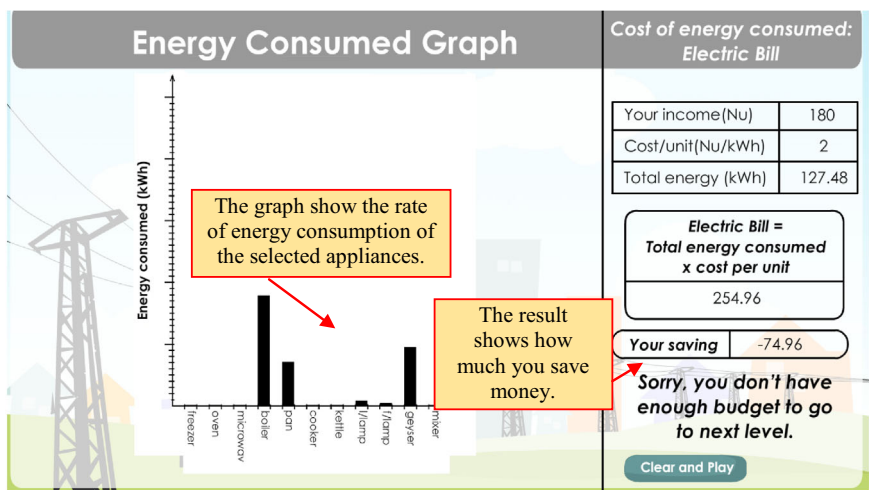 Energy Consumed Graph
Cost of energy consumed:
Electric Bill
Energy consumed (kWh)
The graph show the rate
of energy consumption of
the selected appliances.
freezer
oven
microwav
boiler
pan
cooker
kettle
l/lamp
f/lamp
geyser
mixer
The result
shows how
much you save
money.
Your income(Nu) 180
Cost/unit(Nu/kWh) 2
Total energy (kWh) 127.48
Electric Bill =
Total energy consumed
x cost per unit
254.96
Your saving -74.96
Sorry, you don't have
enough budget to go
to next level.
Clear and Play